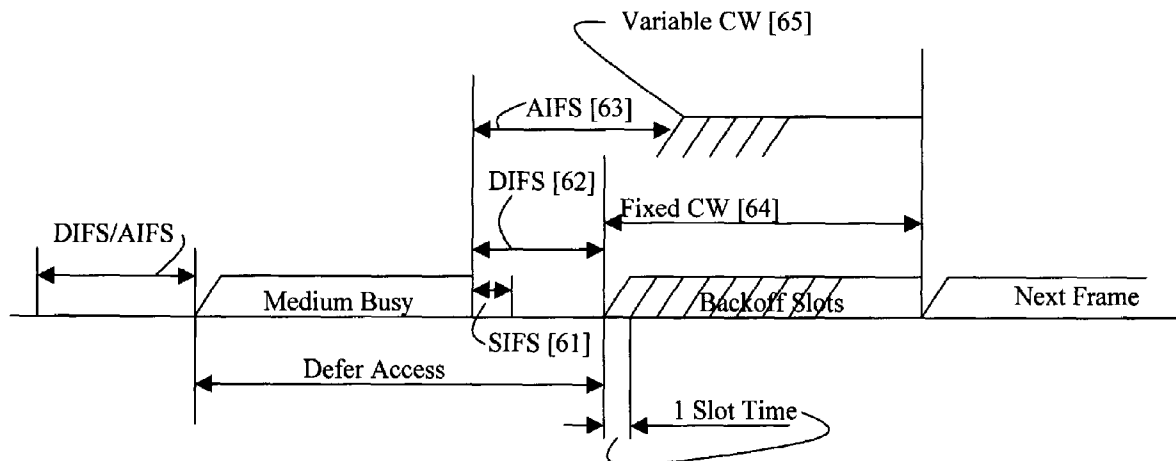 Variable CW [65]
AIFS [63]
DIFS [62]
Fixed CW [64]
DIFS/AIFS
Medium Busy
Backoff Slots
Next Frame
SIFS [61]
Defer Access
1 Slot Time